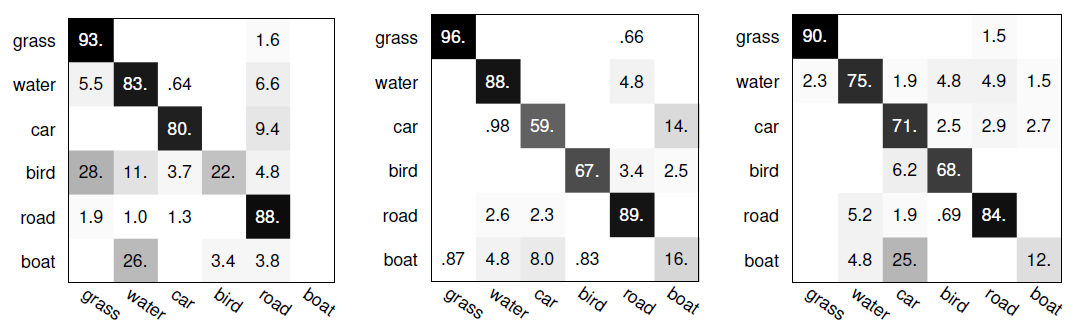 grass 93. 1.6
water 5.5 83. .64 6.6
car 80. 9.4
bird 28. 11. 3.7 22. 4.8
road 1.9 1.0 1.3 88.
boat 26. 3.4 3.8
grass water car bird road boat
grass 96. .66
water 88. 4.8
car .98 59. 14.
bird 67. 3.4 2.5
road 2.6 2.3 89.
boat .87 4.8 8.0 .83 16.
grass water car bird road boat
grass 90. 1.5
water 2.3 75. 1.9 4.8 4.9 1.5
car 71. 2.5 2.9 2.7
bird 6.2 68.
road 5.2 1.9 .69 84.
boat 4.8 25. 12.
grass water car bird road boat